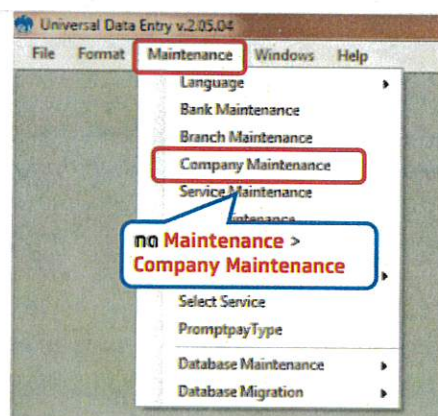 Universal Data Entry v.2.05.04
File Format Maintenance Windows Help
Language
Bank Maintenance
Branch Maintenance
Company Maintenance
Service Maintenance
กด Maintenance >
Company Maintenance
Select Service
PromptpayType
Database Maintenance
Database Migration